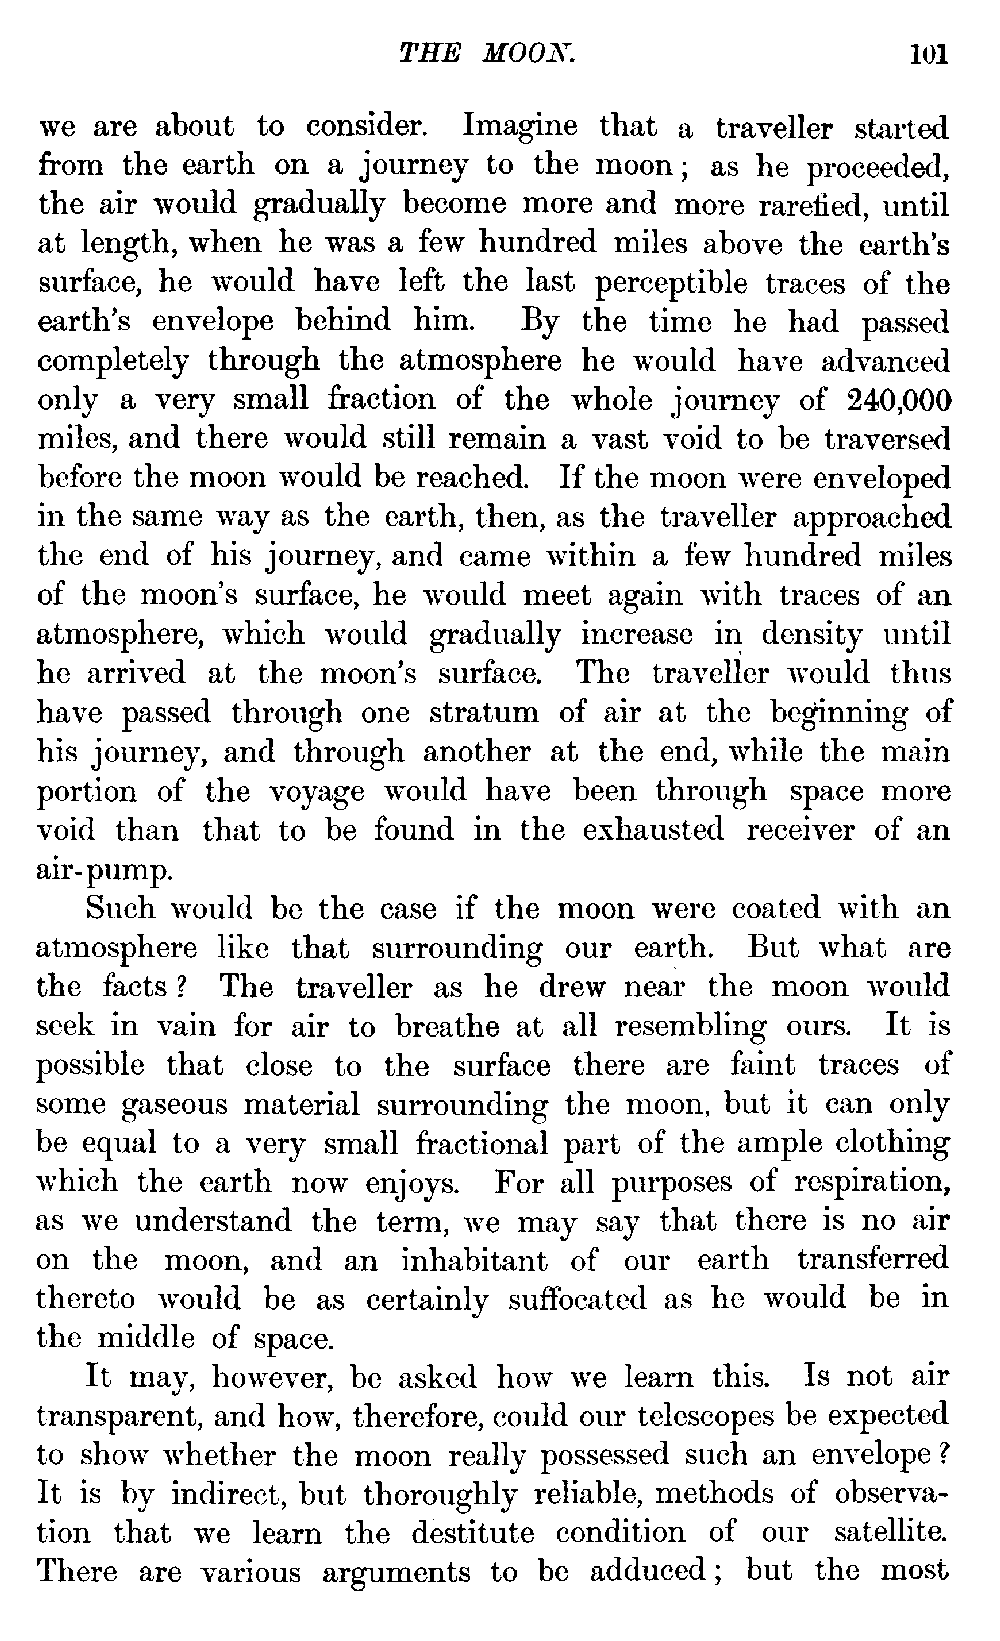 THE MOON. 101
we are about to consider. Imagine that a traveller started
from the earth on a journey to the moon; as he proceeded,
the air would gradually become more and more rarefied, until
at length, when he was a few hundred miles above the earth's
surface, he would have left the last perceptible traces of the
earth's envelope behind him. By the time he had passed
completely through the atmosphere he would have advanced
only a very small fraction of the whole journey of 240,000
miles, and there would still remain a vast void to be traversed
before the moon would be reached. If the moon were enveloped
in the same way as the earth, then, as the traveller approached
the end of his journey, and came within a few hundred miles
of the moon's surface, he would meet again with traces of an
atmosphere, which would gradually increase in density until
he arrived at the moon's surface. The traveller would thus
have passed through one stratum of air at the beginning of
his journey, and through another at the end, while the main
portion of the voyage would have been through space more
void than that to be found in the exhausted receiver of an
air-pump.
Such would be the case if the moon were coated with an
atmosphere like that surrounding our earth. But what are
the facts? The traveller as he drew near the moon would
seek in vain for air to breathe at all resembling ours. It is
possible that close to the surface there are faint traces of
some gaseous material surrounding the moon, but it can only
be equal to a very small fractional part of the ample clothing
which the earth now enjoys. For all purposes of respiration,
as we understand the term, we may say that there is no air
on the moon, and an inhabitant of our earth transferred
thereto would be as certainly suffocated as he would be in
the middle of space.
It may, however, be asked how we learn this. Is not air
transparent, and how, therefore, could our telescopes be expected
to show whether the moon really possessed such an envelope?
It is by indirect, but thoroughly reliable, methods of observa-
tion that we learn the destitute condition of our satellite.
There are various arguments to be adduced; but the most